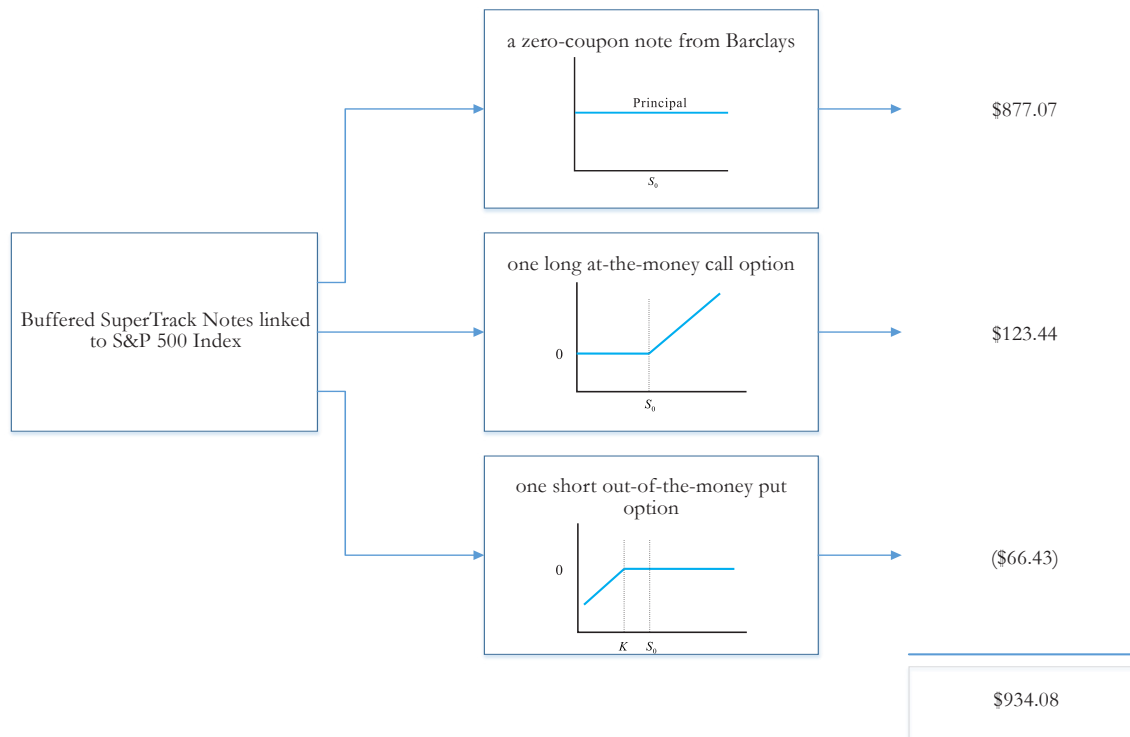 a zero-coupon note from Barclays
Principal
S₀
$877.07
Buffered SuperTrack Notes linked
to S&P 500 Index
one long at-the-money call option
0
S₀
$123.44
one short out-of-the-money put
option
0
K S₀
($66.43)
$934.08